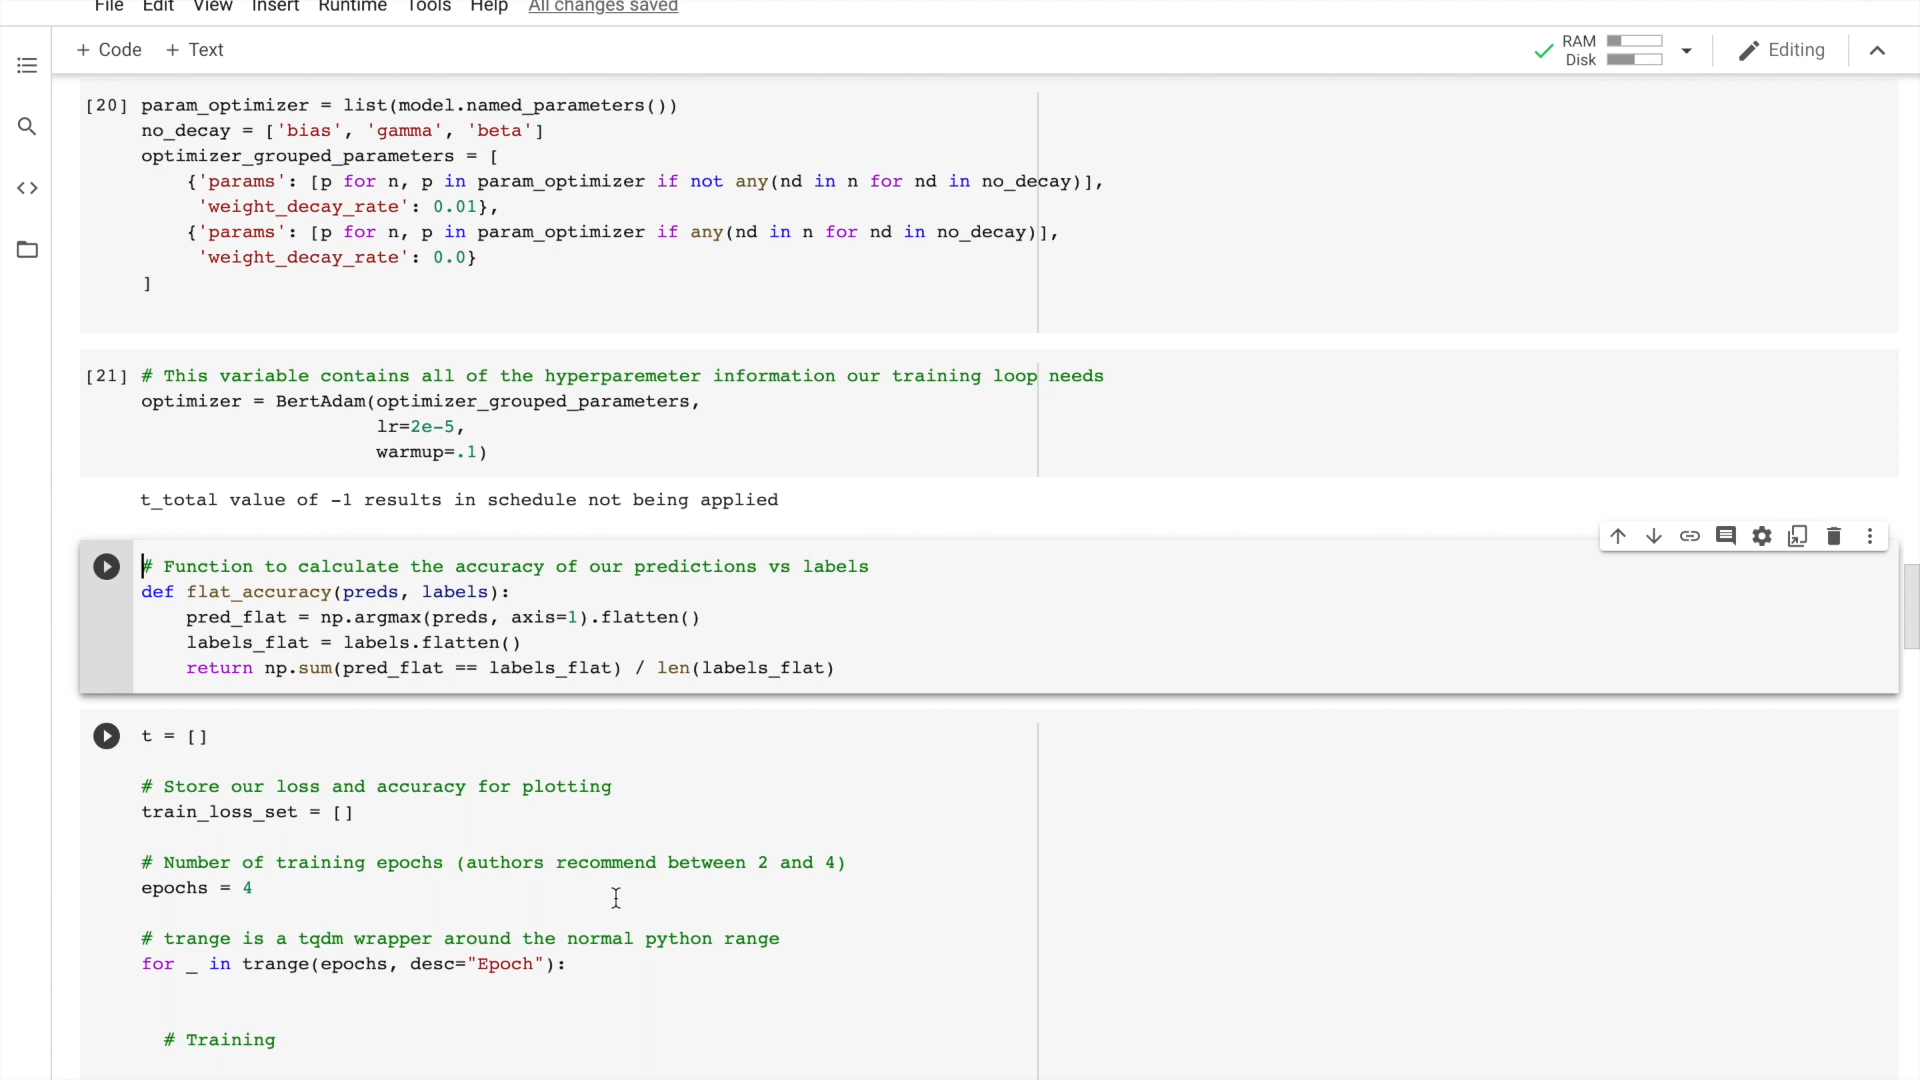 File Edit View Insert Runtime Tools Help All changes saved
+ Code + Text
RAM
Disk
Editing
[20] param_optimizer = list(model.named_parameters())
no_decay = ['bias', 'gamma', 'beta']
optimizer_grouped_parameters = [
    {'params': [p for n, p in param_optimizer if not any(nd in n for nd in no_decay)],
     'weight_decay_rate': 0.01},
    {'params': [p for n, p in param_optimizer if any(nd in n for nd in no_decay)],
     'weight_decay_rate': 0.0}
]
[21] # This variable contains all of the hyperparemeter information our training loop needs
optimizer = BertAdam(optimizer_grouped_parameters,
                     lr=2e-5,
                     warmup=.1)
t_total value of -1 results in schedule not being applied
# Function to calculate the accuracy of our predictions vs labels
def flat_accuracy(preds, labels):
    pred_flat = np.argmax(preds, axis=1).flatten()
    labels_flat = labels.flatten()
    return np.sum(pred_flat == labels_flat) / len(labels_flat)
t = []
# Store our loss and accuracy for plotting
train_loss_set = []
# Number of training epochs (authors recommend between 2 and 4)
epochs = 4
# trange is a tqdm wrapper around the normal python range
for _ in trange(epochs, desc="Epoch"):
  # Training